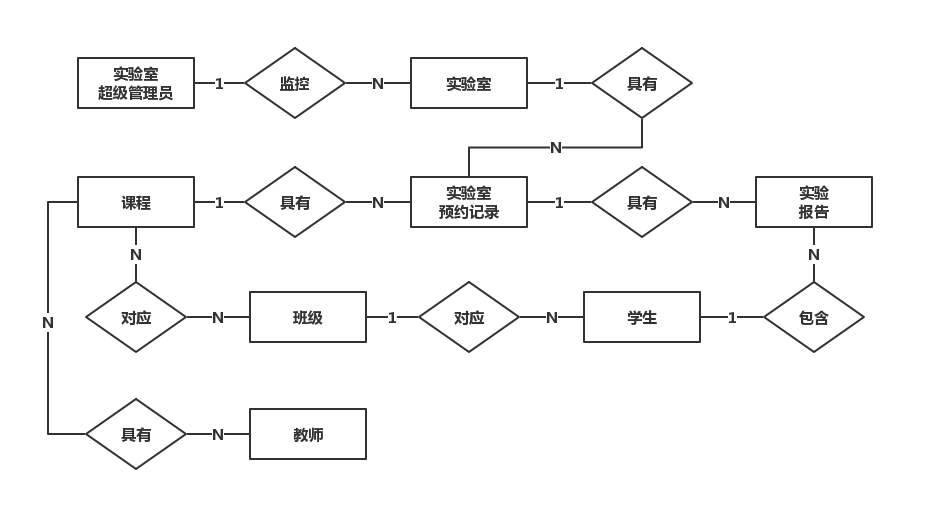 实验室
超级管理员
1
监控
N
实验室
1
具有
N
课程
1
具有
N
实验室
预约记录
1
具有
N
实验
报告
N
N
对应
N
班级
1
对应
N
学生
1
包含
N
具有
N
教师